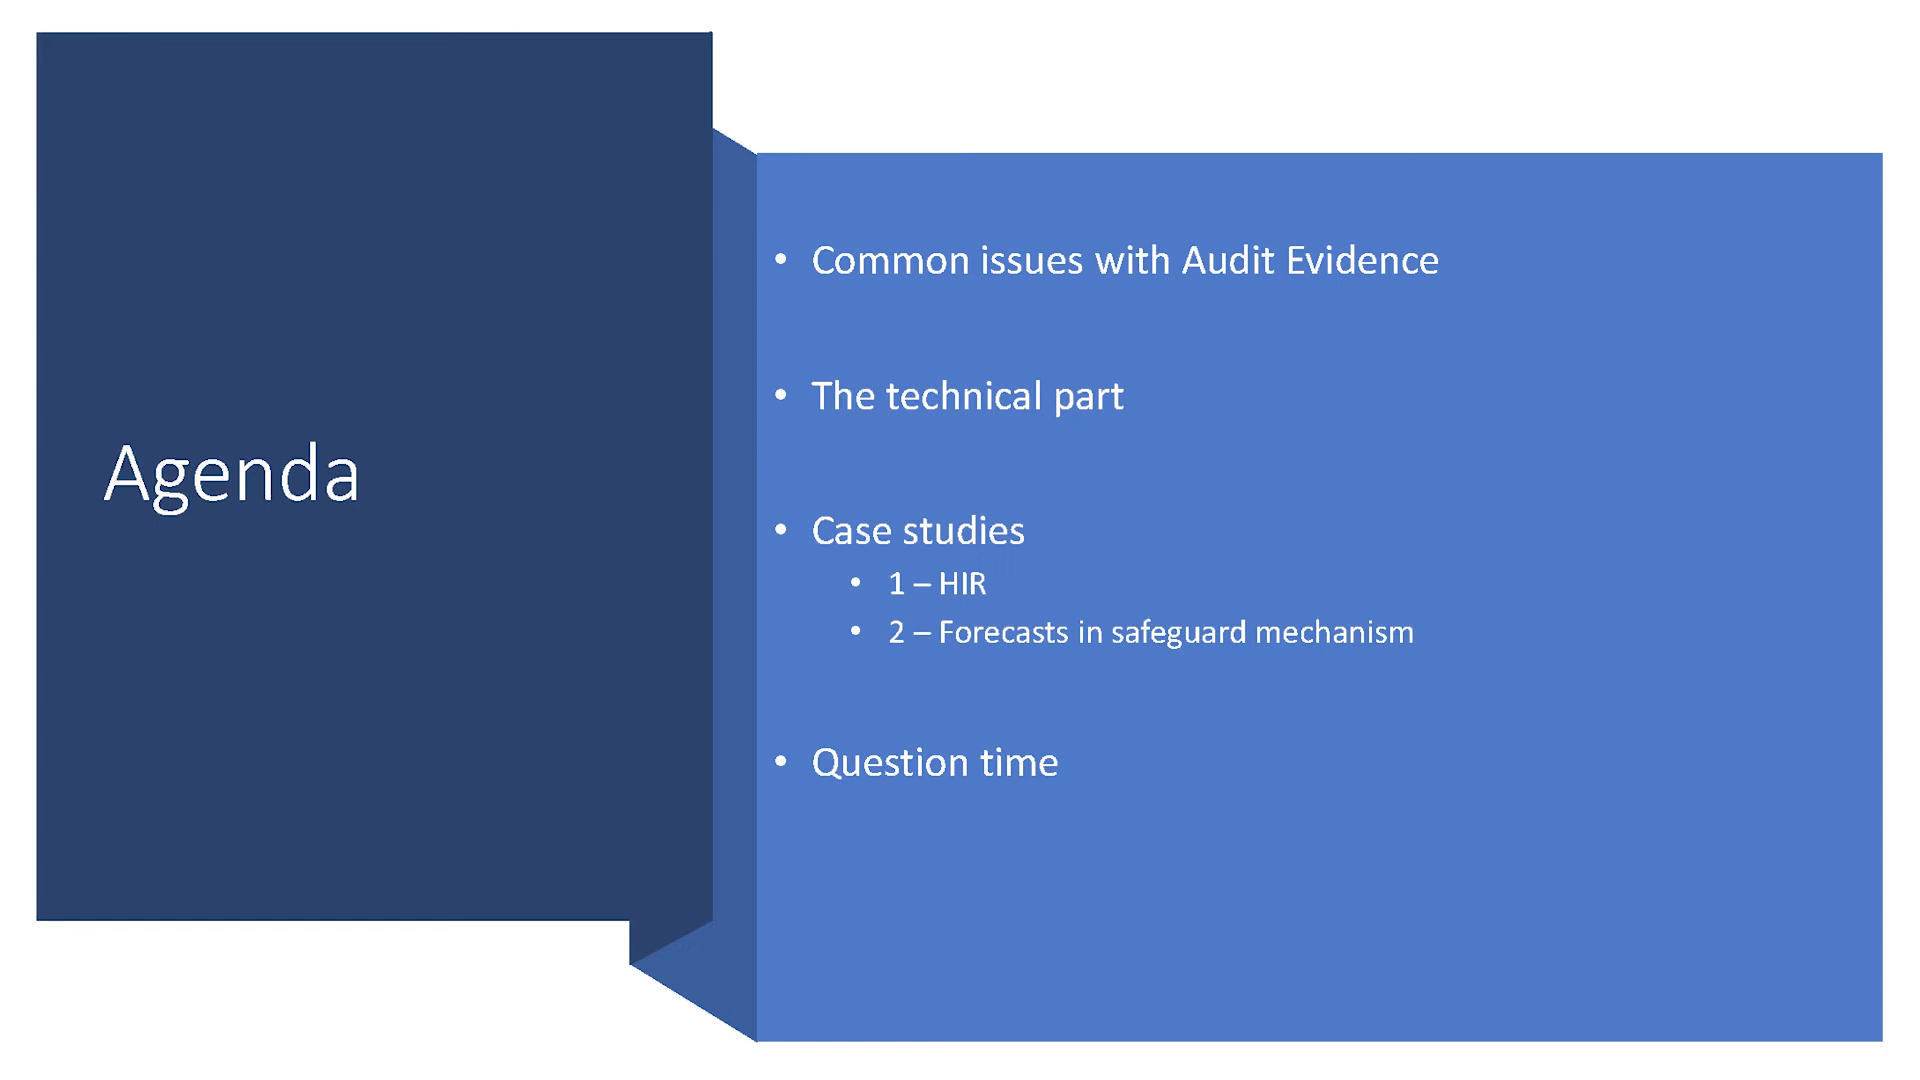 Agenda
• Common issues with Audit Evidence
• The technical part
• Case studies
• 1 – HIR
• 2 – Forecasts in safeguard mechanism
• Question time